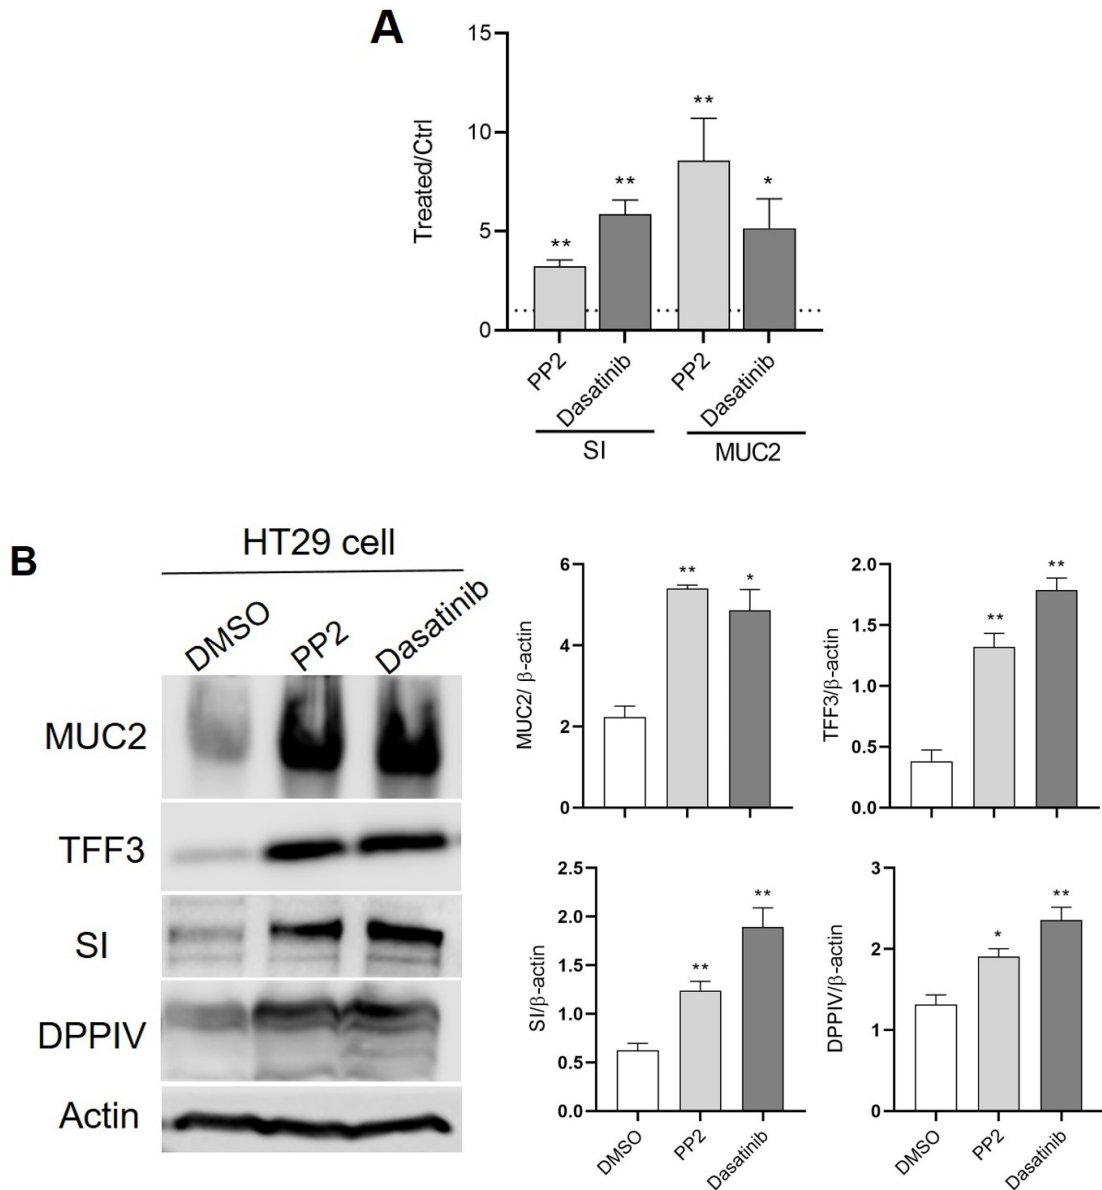 A
15
10
5
0
Treated/Ctrl
**
**
**
*
PP2
Dasatinib
PP2
Dasatinib
SI
MUC2
B
HT29 cell
DMSO
PP2
Dasatinib
MUC2
TFF3
SI
DPPIV
Actin
6
4
2
0
MUC2/ β-actin
**
*
2.0
1.5
1.0
0.5
0.0
TFF3/β-actin
**
**
2.5
2.0
1.5
1.0
0.5
0.0
SI/β-actin
**
**
DMSO
PP2
Dasatinib
3
2
1
0
DPPIV/β-actin
*
**
DMSO
PP2
Dasatinib